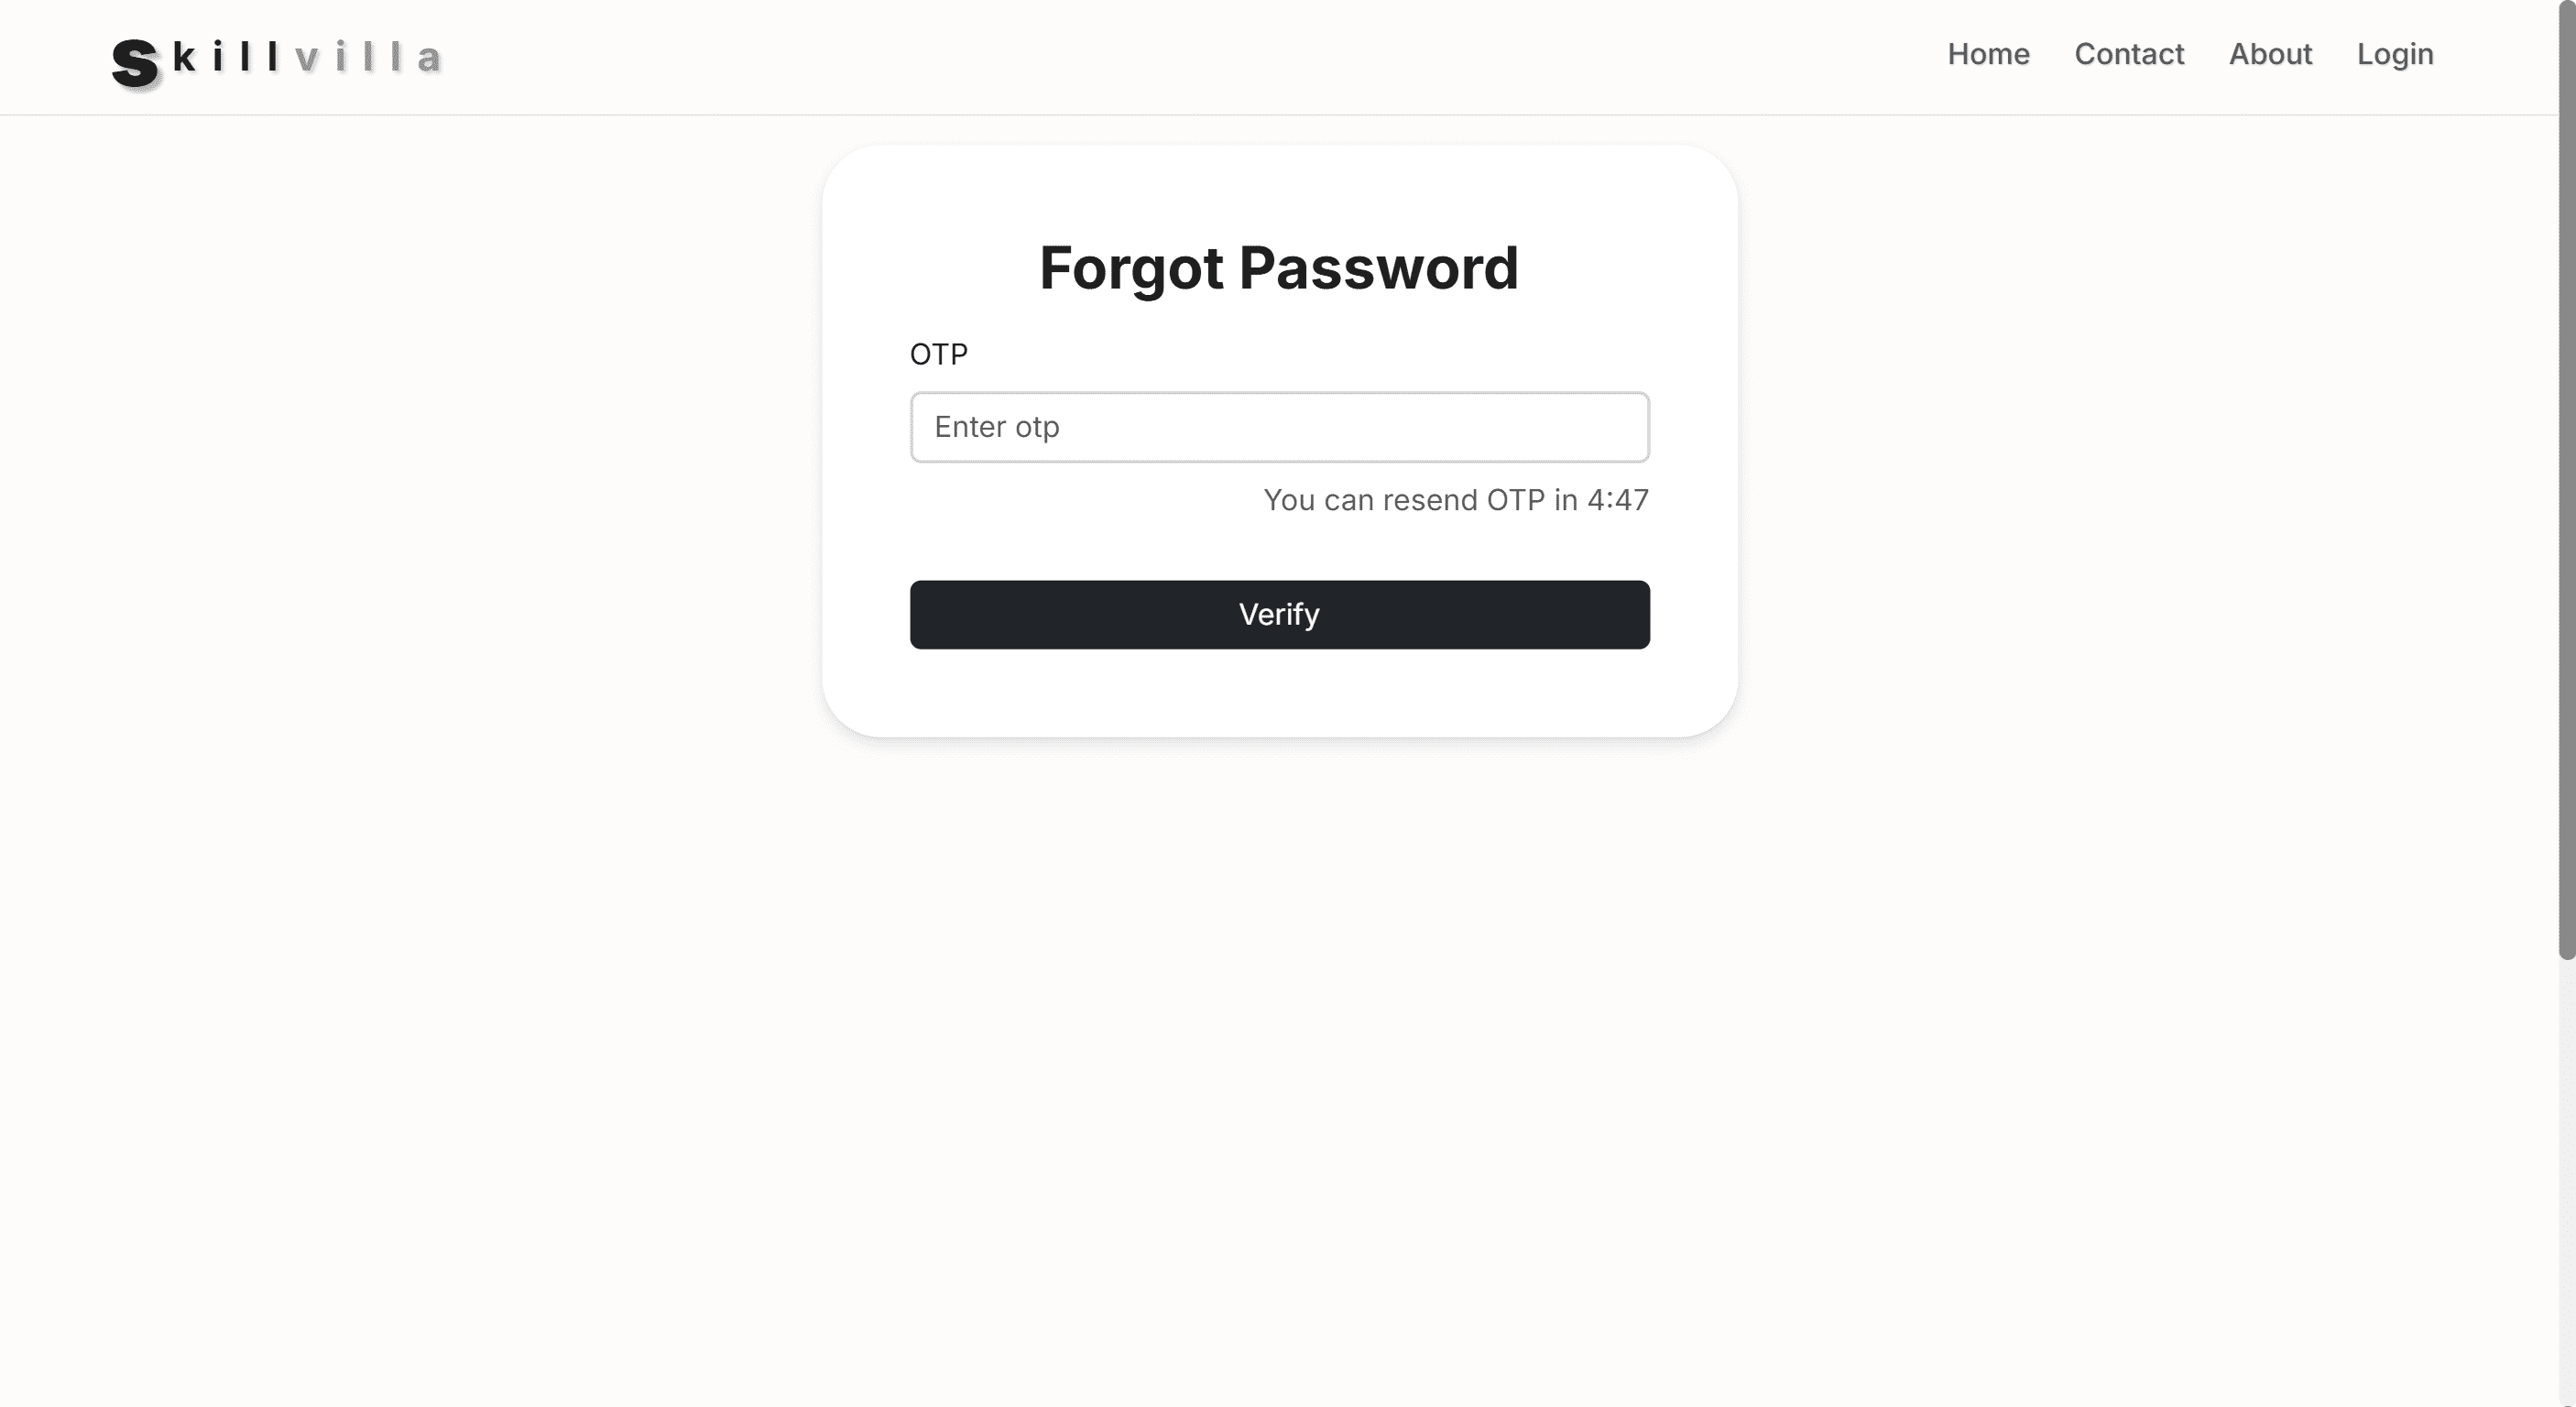 Skillvilla
Home Contact About Login
Forgot Password
OTP
Enter otp
You can resend OTP in 4:47
Verify